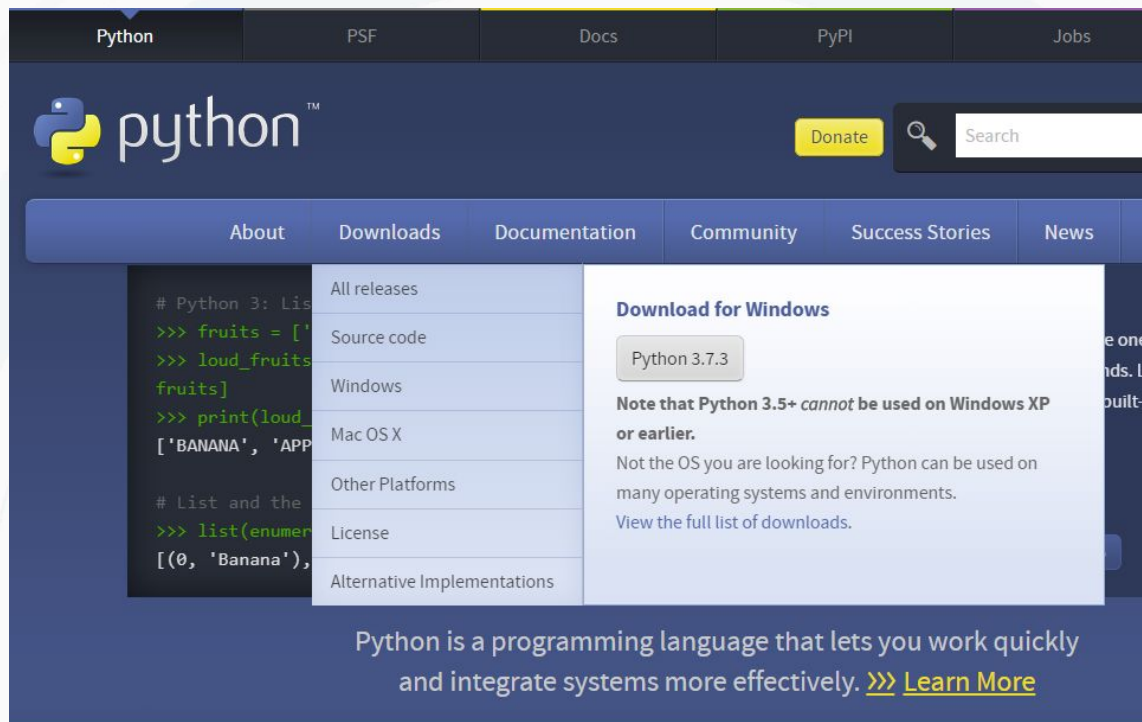 Python PSF Docs PyPI Jobs
python™
Donate Search
About Downloads Documentation Community Success Stories News
# Python 3: Lis
>>> fruits = ['
>>> loud_fruits
fruits]
>>> print(loud_
['BANANA', 'APP
# List and the
>>> list(enumer
[(0, 'Banana'),
All releases
Source code
Windows
Mac OS X
Other Platforms
License
Alternative Implementations
Download for Windows
Python 3.7.3
Note that Python 3.5+ cannot be used on Windows XP
or earlier.
Not the OS you are looking for? Python can be used on
many operating systems and environments.
View the full list of downloads.
e one
nds. L
built-
Python is a programming language that lets you work quickly
and integrate systems more effectively. >>> Learn More